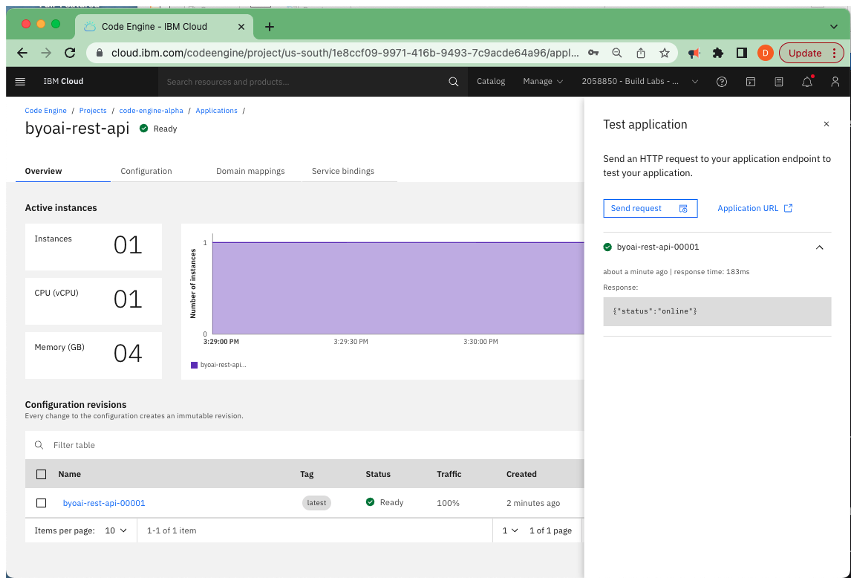 Code Engine - IBM Cloud
cloud.ibm.com/codeengine/project/us-south/1e8ccf09-9971-416b-9493-7c9acde64a96/appl...
D
Update
IBM Cloud
Search resources and products...
Catalog
Manage
2058850 - Build Labs - ...
Code Engine / Projects / code-engine-alpha / Applications /
byoai-rest-api
Ready
Overview
Configuration
Domain mappings
Service bindings
Active instances
Instances
01
CPU (vCPU)
01
Memory (GB)
04
Number of instances
1
0
3:29:00 PM
3:29:30 PM
3:30:00 PM
byoai-rest-api...
Configuration revisions
Every change to the configuration creates an immutable revision.
Filter table
Name
Tag
Status
Traffic
Created
byoai-rest-api-00001
latest
Ready
100%
2 minutes ago
Items per page: 10
1-1 of 1 item
1
1 of 1 page
Test application
Send an HTTP request to your application endpoint to
test your application.
Send request
Application URL
byoai-rest-api-00001
about a minute ago | response time: 183ms
Response:
{"status":"online"}